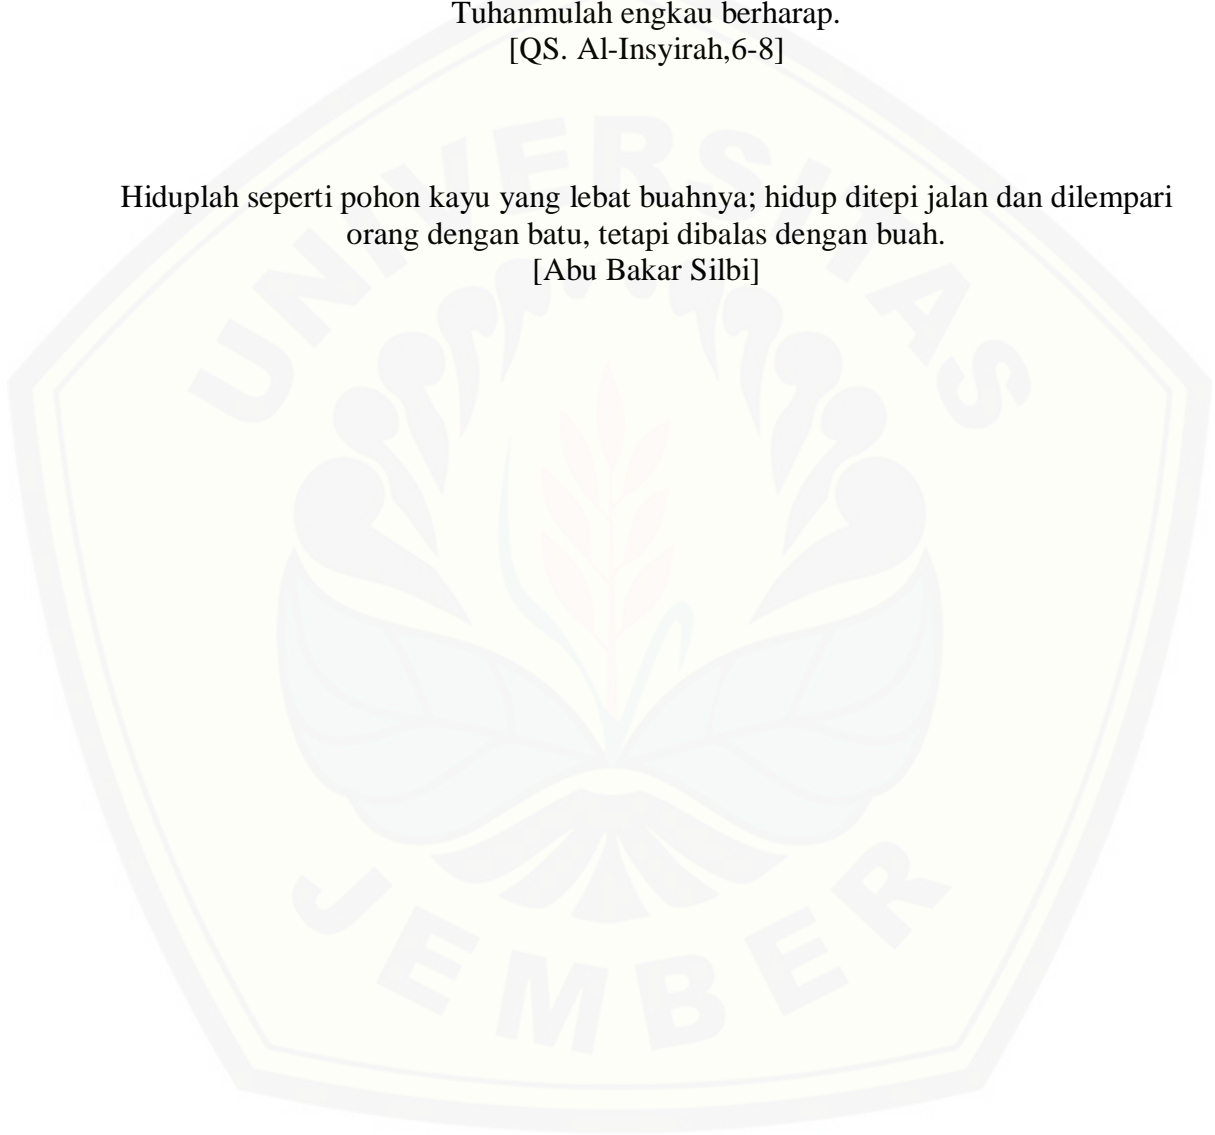 Tuhanmulah engkau berharap.
[QS. Al-Insyirah,6-8]
Hiduplah seperti pohon kayu yang lebat buahnya; hidup ditepi jalan dan dilempari
orang dengan batu, tetapi dibalas dengan buah.
[Abu Bakar Silbi]
UNIVERSITAS
JEMBER